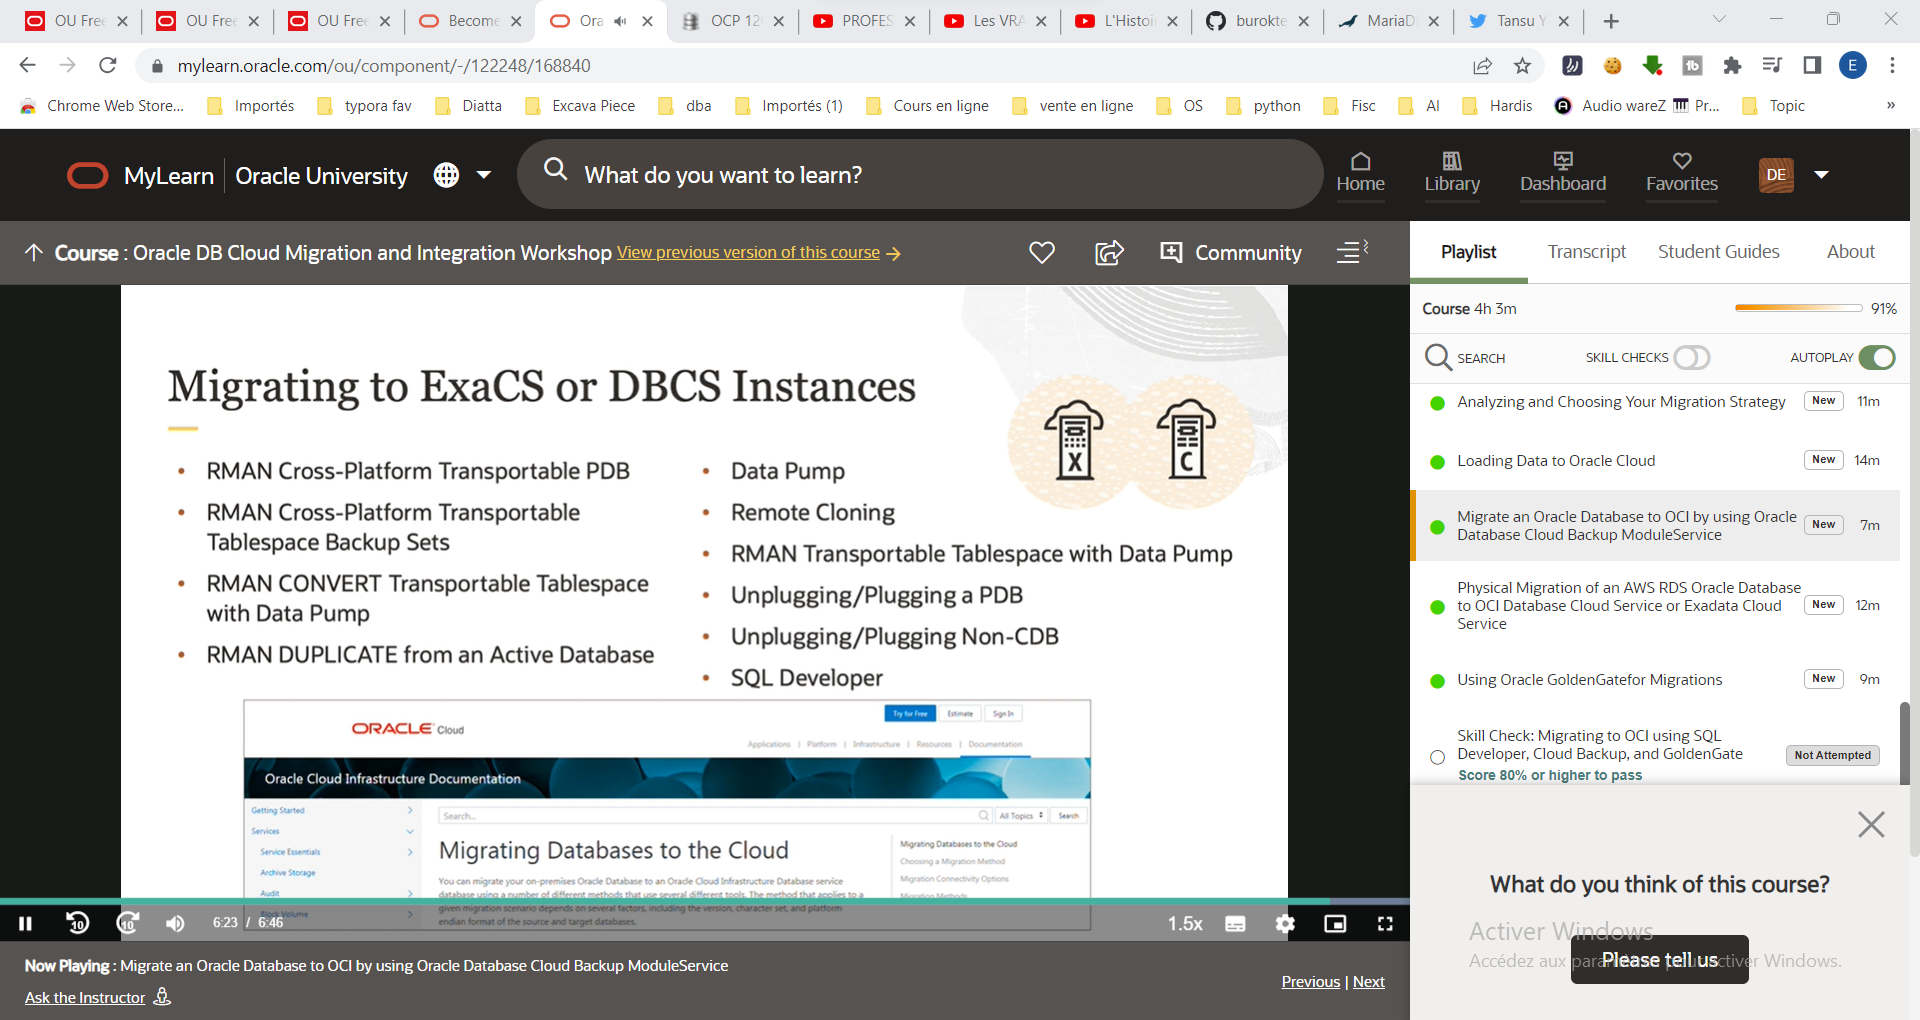 OU Free
OU Free
OU Free
Become
Ora
OCP 12
PROFES
Les VRA
L'Histoi
burokte
MariaD
Tansu Y
mylearn.oracle.com/ou/component/-/122248/168840
E
Chrome Web Store...
Importés
typora fav
Diatta
Excava Piece
dba
Importés (1)
Cours en ligne
vente en ligne
OS
python
Fisc
AI
Hardis
Audio wareZ
Pr...
Topic
»
MyLearn
Oracle University
What do you want to learn?
Home
Library
Dashboard
Favorites
DE
Course : Oracle DB Cloud Migration and Integration Workshop View previous version of this course
Community
Playlist
Transcript
Student Guides
About
Course 4h 3m
91%
SEARCH
SKILL CHECKS
AUTOPLAY
Migrating to ExaCS or DBCS Instances
X
C
• RMAN Cross-Platform Transportable PDB
• RMAN Cross-Platform Transportable
Tablespace Backup Sets
• RMAN CONVERT Transportable Tablespace
with Data Pump
• RMAN DUPLICATE from an Active Database
• Data Pump
• Remote Cloning
• RMAN Transportable Tablespace with Data Pump
• Unplugging/Plugging a PDB
• Unplugging/Plugging Non-CDB
• SQL Developer
ORACLE Cloud
Try for Free
Estimate
Sign In
Applications | Platform | Infrastructure | Resources | Documentation
Oracle Cloud Infrastructure Documentation
Getting Started
Services
Service Essentials
Archive Storage
Audit
Block Volume
Search...
All Topics
Search
Migrating Databases to the Cloud
You can migrate your on-premises Oracle Database to an Oracle Cloud Infrastructure Database service
database using a number of different methods that use several different tools. The method that applies to a
given migration scenario depends on several factors, including the version, character set, and platform
endian format of the source and target databases.
Migrating Databases to the Cloud
Choosing a Migration Method
Migration Connectivity Options
Migration Methods
10
10
6:23 / 6:46
1.5x
Now Playing : Migrate an Oracle Database to OCI by using Oracle Database Cloud Backup ModuleService
Ask the Instructor
Previous | Next
Analyzing and Choosing Your Migration Strategy
New
11m
Loading Data to Oracle Cloud
New
14m
Migrate an Oracle Database to OCI by using Oracle
Database Cloud Backup ModuleService
New
7m
Physical Migration of an AWS RDS Oracle Database
to OCI Database Cloud Service or Exadata Cloud
Service
New
12m
Using Oracle GoldenGatefor Migrations
New
9m
Skill Check: Migrating to OCI using SQL
Developer, Cloud Backup, and GoldenGate
Score 80% or higher to pass
Not Attempted
What do you think of this course?
Please tell us
Activer Windows
Accédez aux paramètres pour activer Windows.